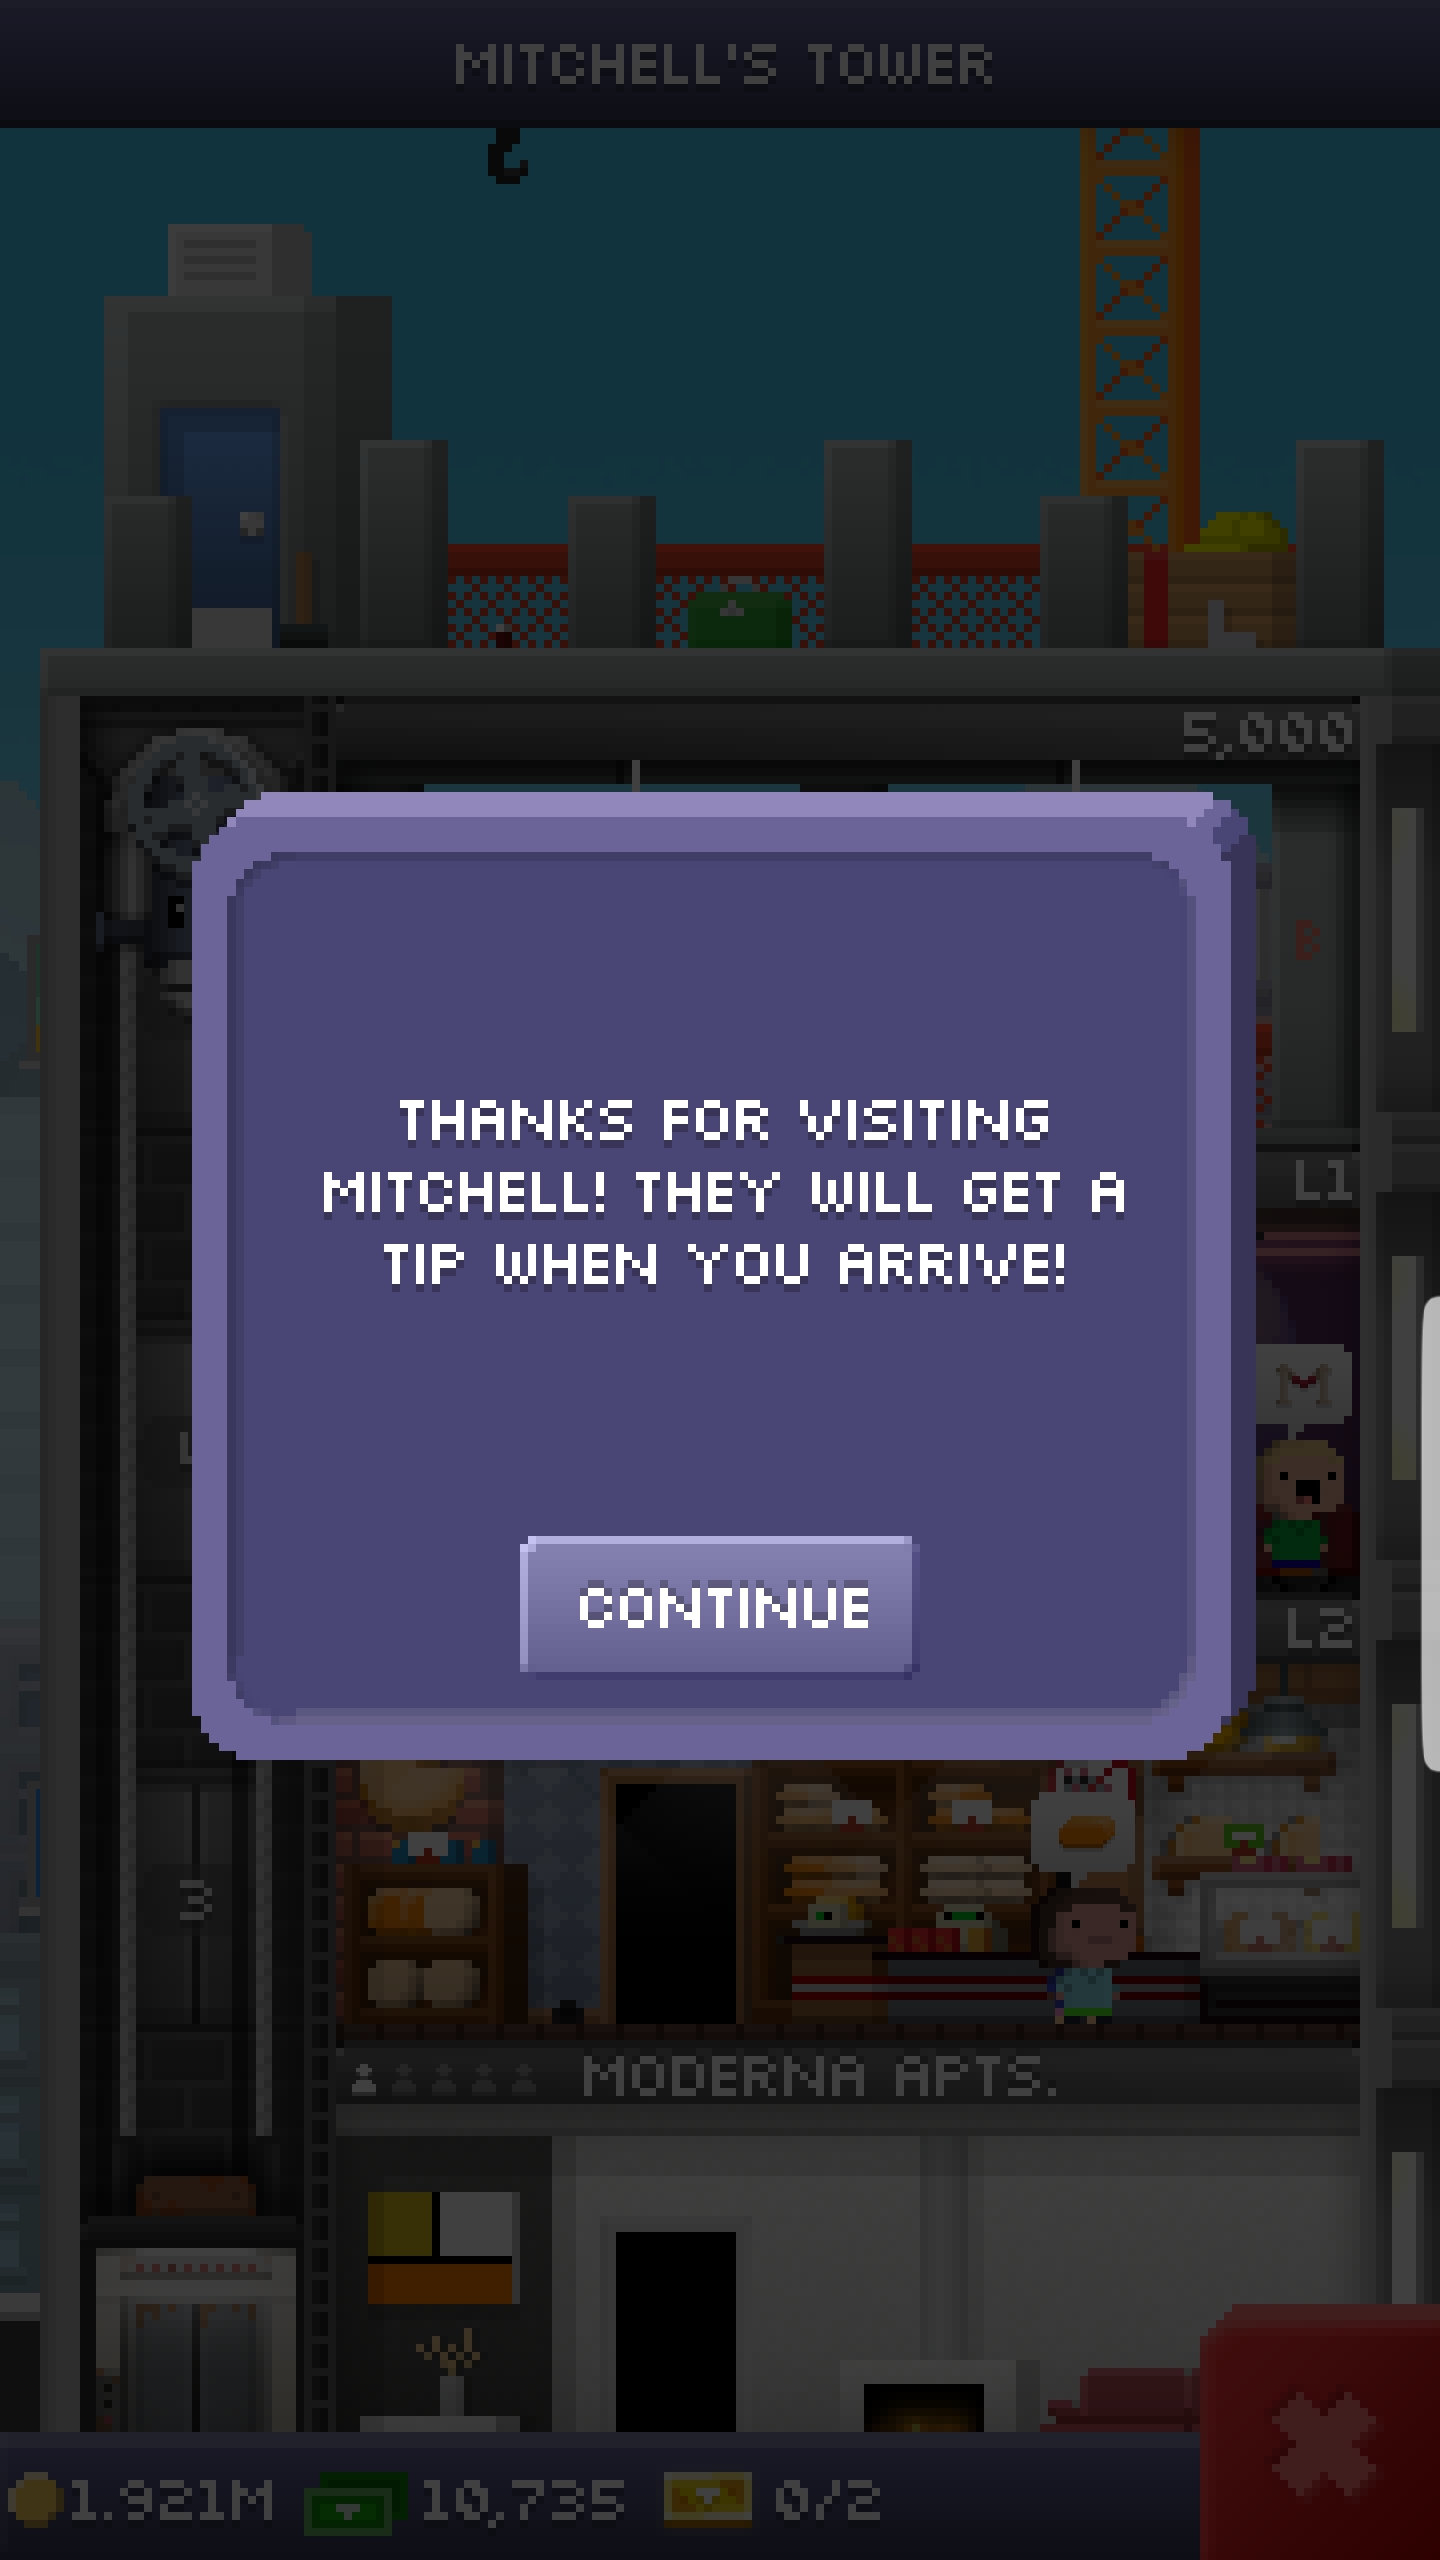 MITCHELL'S TOWER
5,000
B
L1
M
THANKS FOR VISITING
MITCHELL! THEY WILL GET A
TIP WHEN YOU ARRIVE!
CONTINUE
L2
3
MODERNA APTS.
1.921M 10,735 0/2